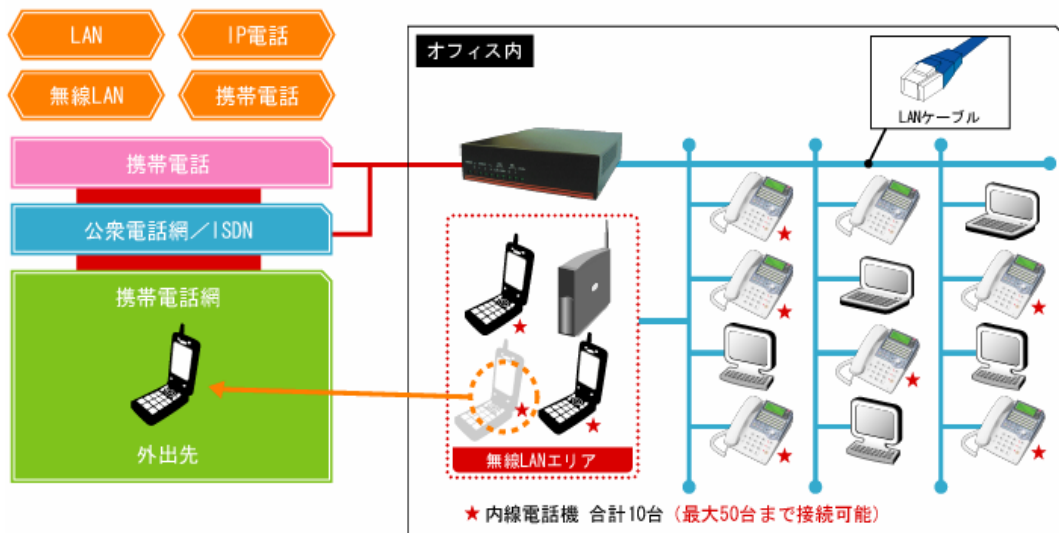 LAN
IP電話
無線LAN
携帯電話
携帯電話
公衆電話網／ISDN
携帯電話網
外出先
オフィス内
LANケーブル
無線LANエリア
★内線電話機 合計10台（最大50台まで接続可能）